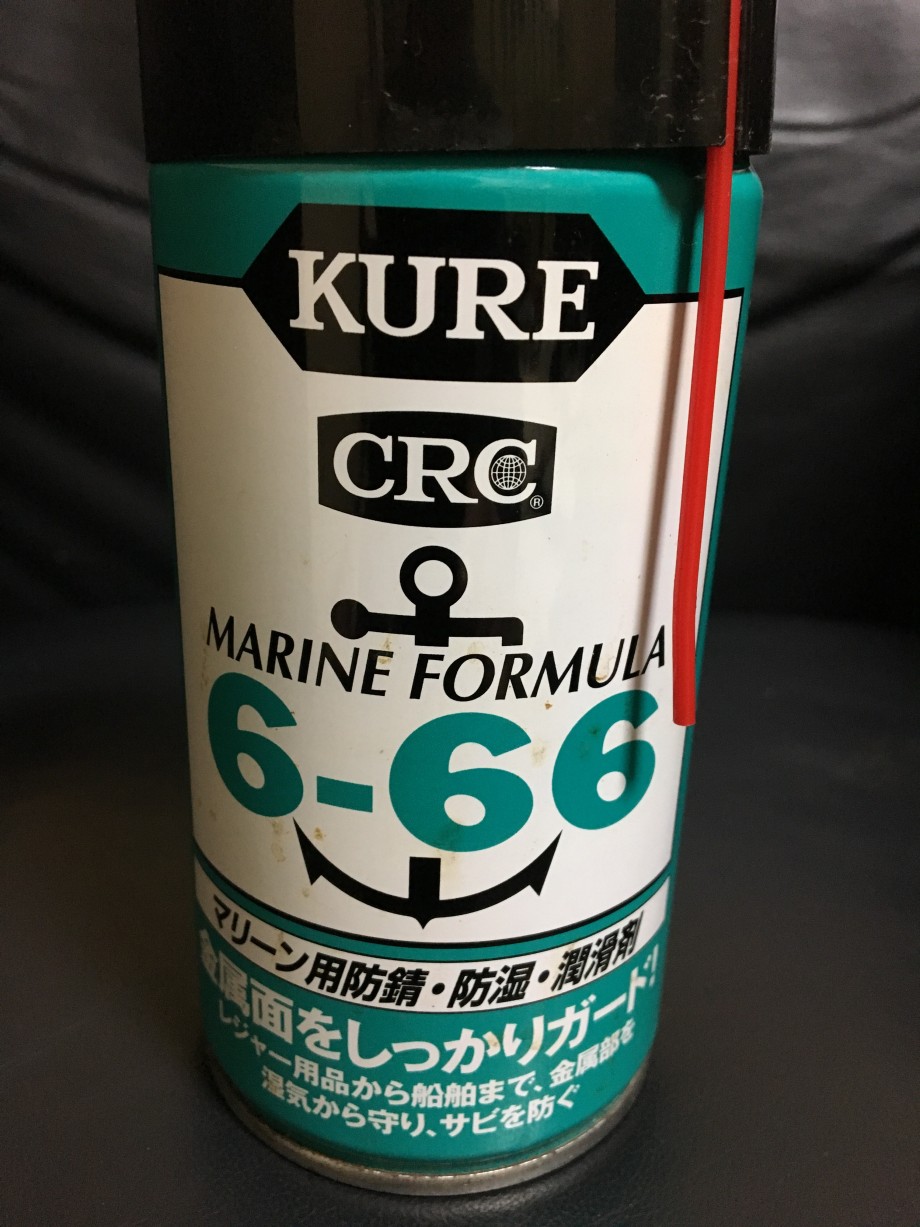 KURE
CRC®
MARINE FORMULA
6-66
マリーン用防錆・防湿・潤滑剤
金属面をしっかりガード!
レジャー用品から船舶まで、金属部を
湿気から守り、サビを防ぐ